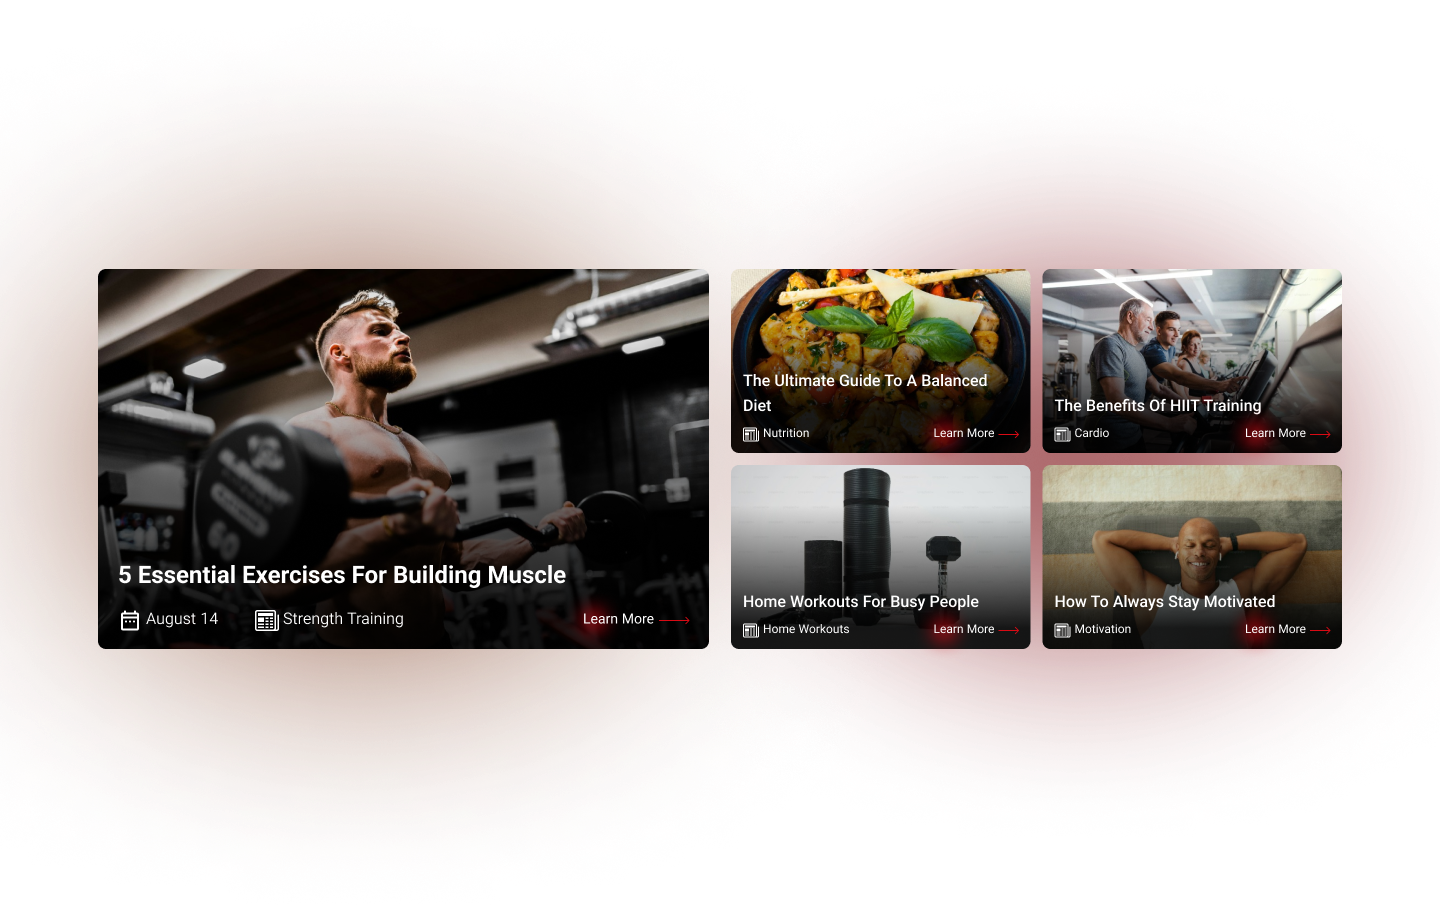 5 Essential Exercises For Building Muscle
August 14
Strength Training
Learn More
The Ultimate Guide To A Balanced
Diet
Nutrition
Learn More
The Benefits Of HIIT Training
Cardio
Learn More
Home Workouts For Busy People
Home Workouts
Learn More
How To Always Stay Motivated
Motivation
Learn More
60